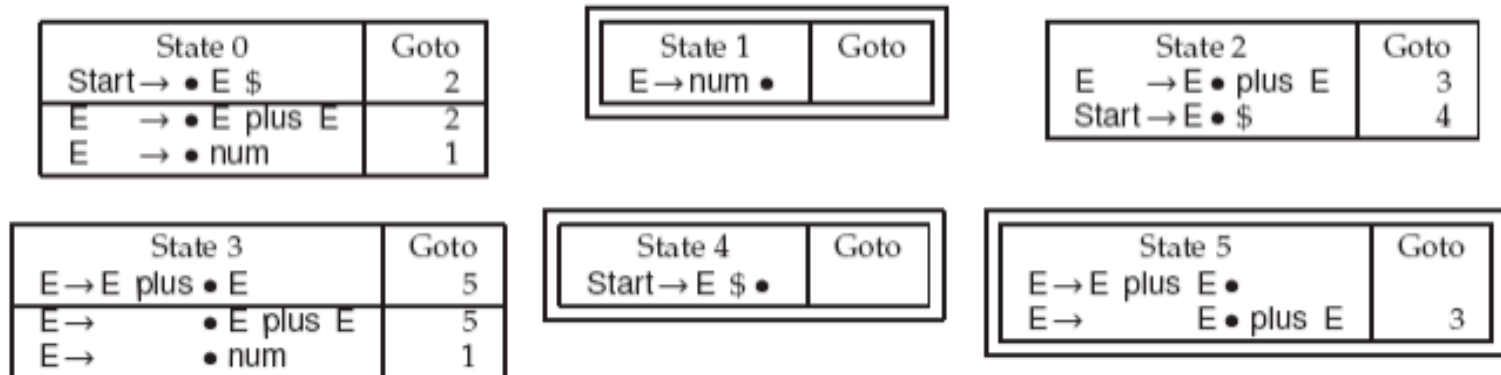 State 0 Goto
Start → • E $ 2
E → • E plus E 2
E → • num 1
State 1 Goto
E → num •
State 2 Goto
E → E • plus E 3
Start → E • $ 4
State 3 Goto
E → E plus • E 5
E → • E plus E 5
E → • num 1
State 4 Goto
Start → E $ •
State 5 Goto
E → E plus E •
E → E • plus E 3